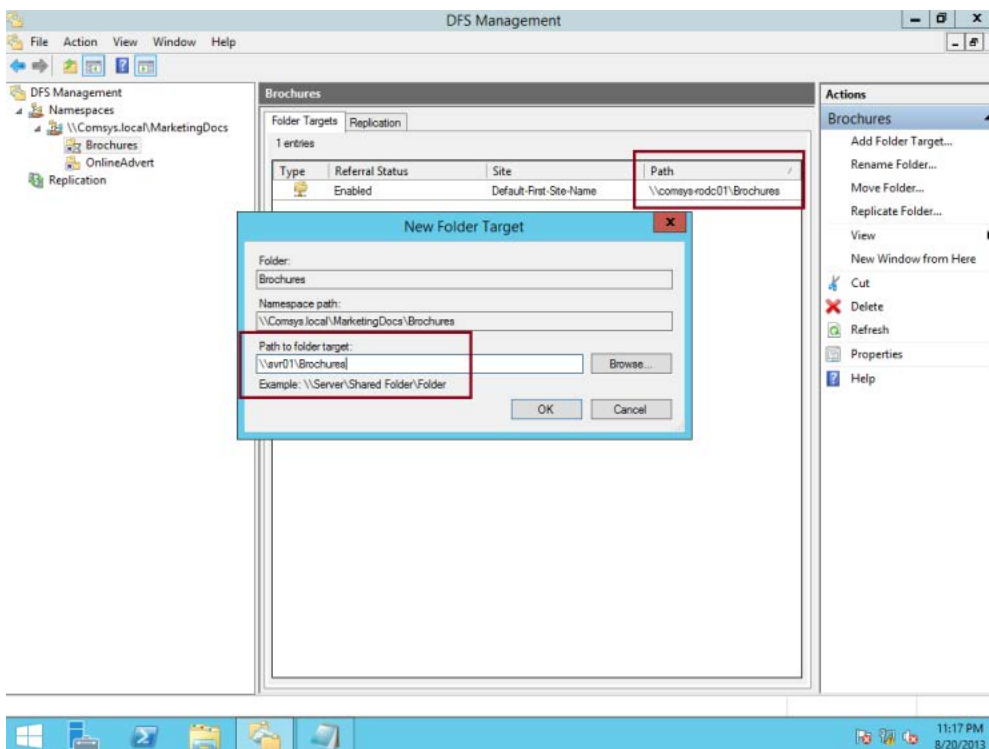 DFS Management
File Action View Window Help
DFS Management
Namespaces
\\Comsys.local\MarketingDocs
Brochures
OnlineAdvert
Replication
Brochures
Folder Targets Replication
1 entries
Type Referral Status Site Path
Enabled Default-First-Site-Name \\comsys-rodc01\Brochures
New Folder Target
x
Folder:
Brochures
Namespace path:
\\Comsys.local\MarketingDocs\Brochures
Path to folder target:
\\svr01\Brochures
Browse...
Example: \\Server\Shared Folder\Folder
OK Cancel
Actions
Brochures
Add Folder Target...
Rename Folder...
Move Folder...
Replicate Folder...
View
New Window from Here
Cut
Delete
Refresh
Properties
Help
11:17 PM
8/20/2013